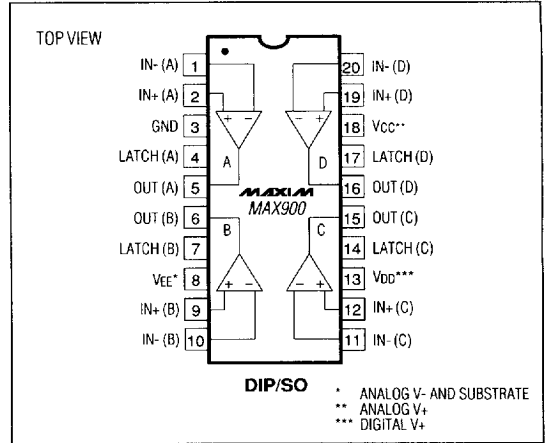 TOP VIEW
IN- (A) 1
IN+ (A) 2
GND 3
LATCH (A) 4
OUT (A) 5
OUT (B) 6
LATCH (B) 7
VEE* 8
IN+ (B) 9
IN- (B) 10
20 IN- (D)
19 IN+ (D)
18 VCC**
17 LATCH (D)
16 OUT (D)
15 OUT (C)
14 LATCH (C)
13 VDD***
12 IN+ (C)
11 IN- (C)
+ -
- +
A
D
MAXIM
MAX900
B
C
+ -
- +
DIP/SO
* ANALOG V- AND SUBSTRATE
** ANALOG V+
*** DIGITAL V+